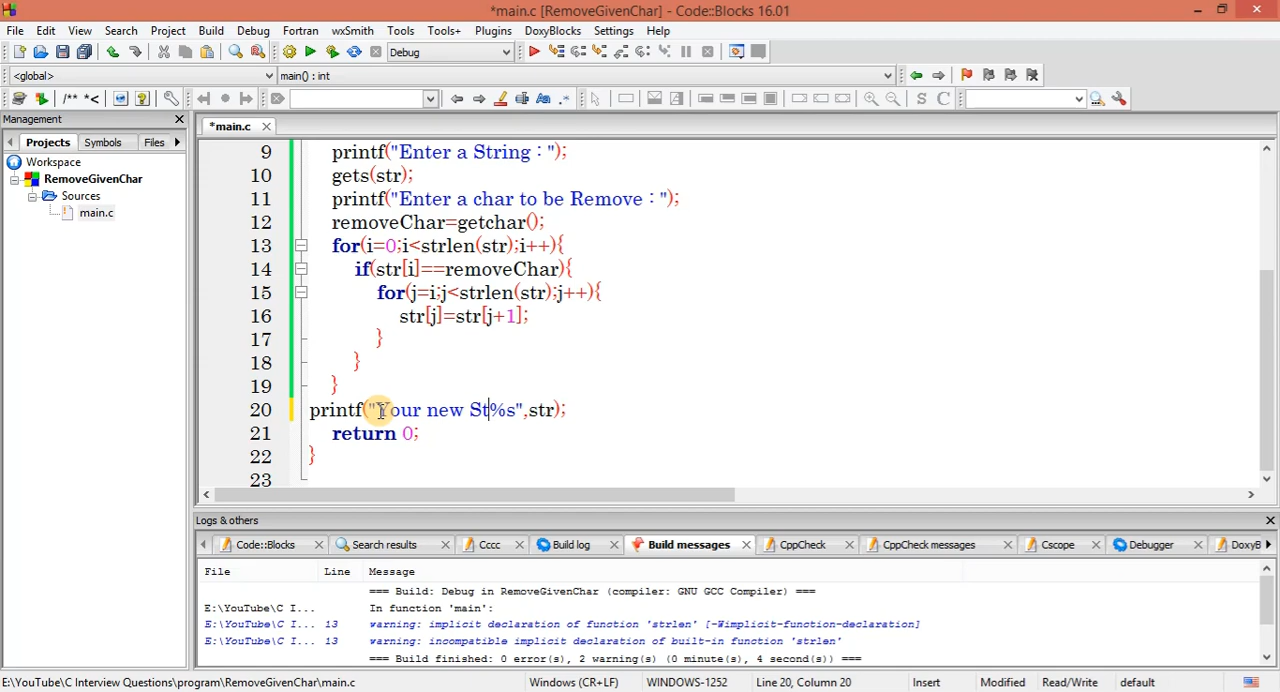 *main.c [RemoveGivenChar] - Code::Blocks 16.01
File Edit View Search Project Build Debug Fortran wxSmith Tools Tools+ Plugins DoxyBlocks Settings Help
Debug
<global> main() : int
/** *< S C
Management
*main.c
Projects Symbols Files
Workspace
RemoveGivenChar
Sources
main.c
9 printf("Enter a String : ");
10 gets(str);
11 printf("Enter a char to be Remove : ");
12 removeChar=getchar();
13 for(i=0;i<strlen(str);i++){
14 if(str[i]==removeChar){
15 for(j=i;j<strlen(str);j++){
16 str[j]=str[j+1];
17 }
18 }
19 }
20 printf("Your new St%s",str);
21 return 0;
22 }
23
Logs & others
Code::Blocks Search results Cccc Build log Build messages CppCheck CppCheck messages Cscope Debugger DoxyB
File Line Message
=== Build: Debug in RemoveGivenChar (compiler: GNU GCC Compiler) ===
E:\YouTube\C I... In function 'main':
E:\YouTube\C I... 13 warning: implicit declaration of function 'strlen' [-Wimplicit-function-declaration]
E:\YouTube\C I... 13 warning: incompatible implicit declaration of built-in function 'strlen'
=== Build finished: 0 error(s), 2 warning(s) (0 minute(s), 4 second(s)) ===
E:\YouTube\C Interview Questions\program\RemoveGivenChar\main.c Windows (CR+LF) WINDOWS-1252 Line 20, Column 20 Insert Modified Read/Write default